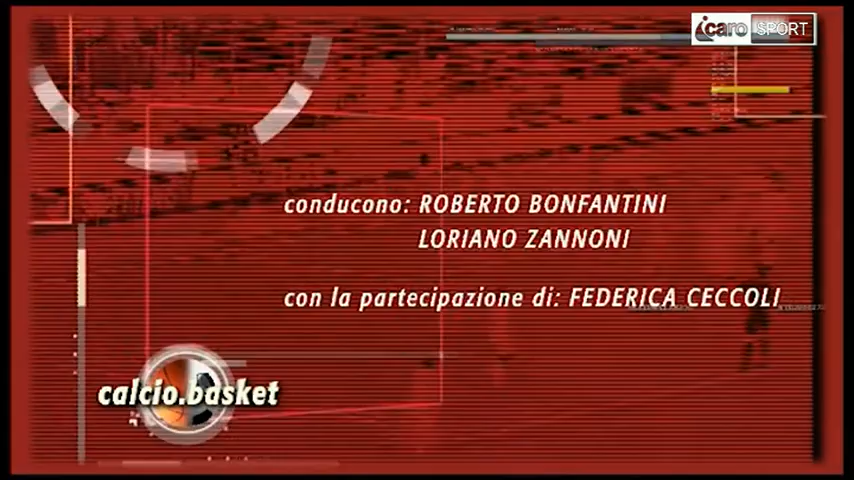 icaro SPORT
conducono: ROBERTO BONFANTINI
LORIANO ZANNONI
con la partecipazione di: FEDERICA CECCOLI
calcio.basket